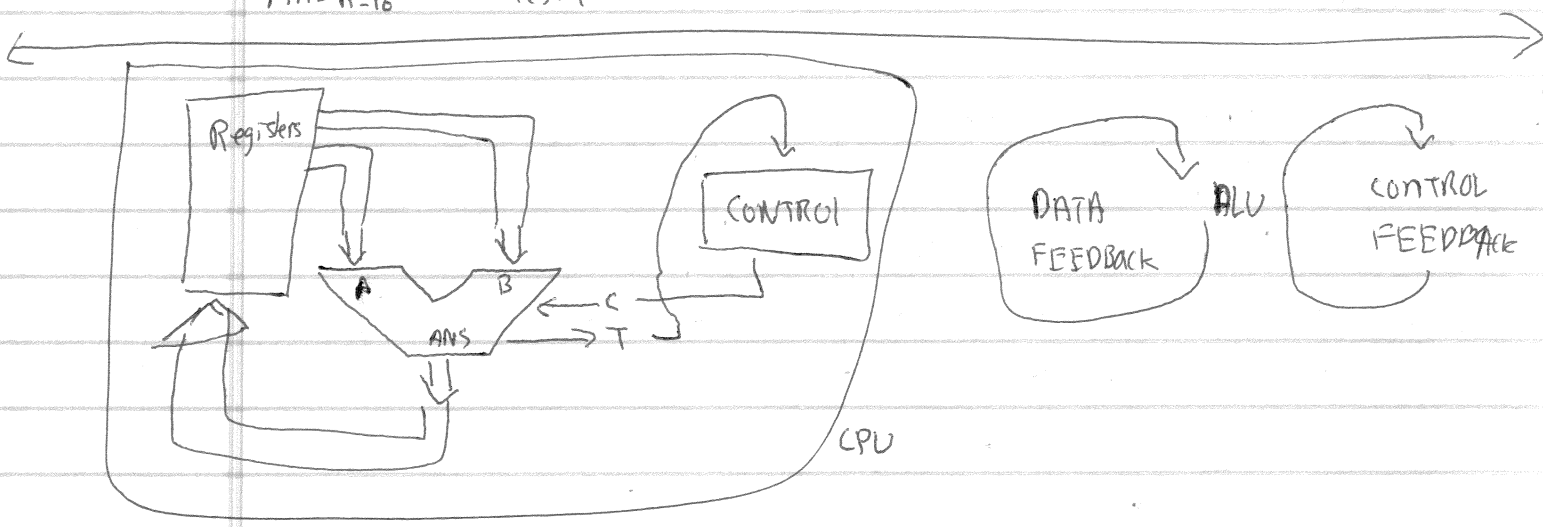 Registers
CONTROL
A
B
C
ANS
T
CPU
DATA
FEEDBACK
ALU
CONTROL
FEEDBACK